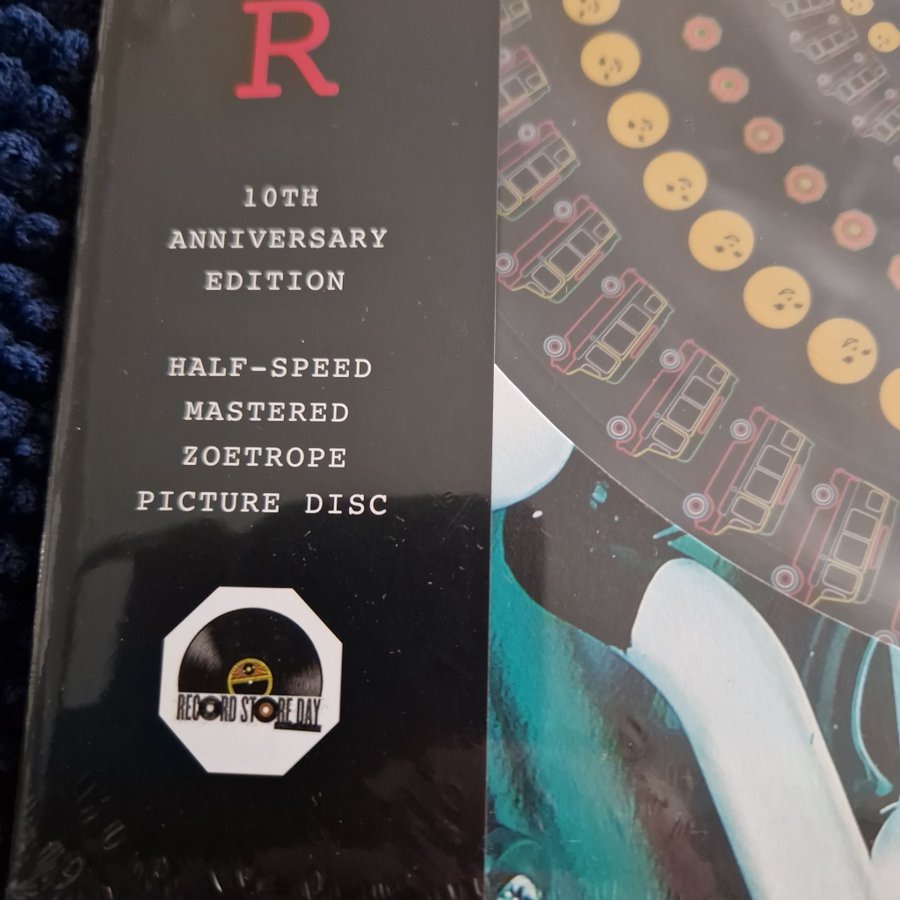 R
10TH
ANNIVERSARY
EDITION
HALF-SPEED
MASTERED
ZOETROPE
PICTURE DISC
RECORD STORE DAY